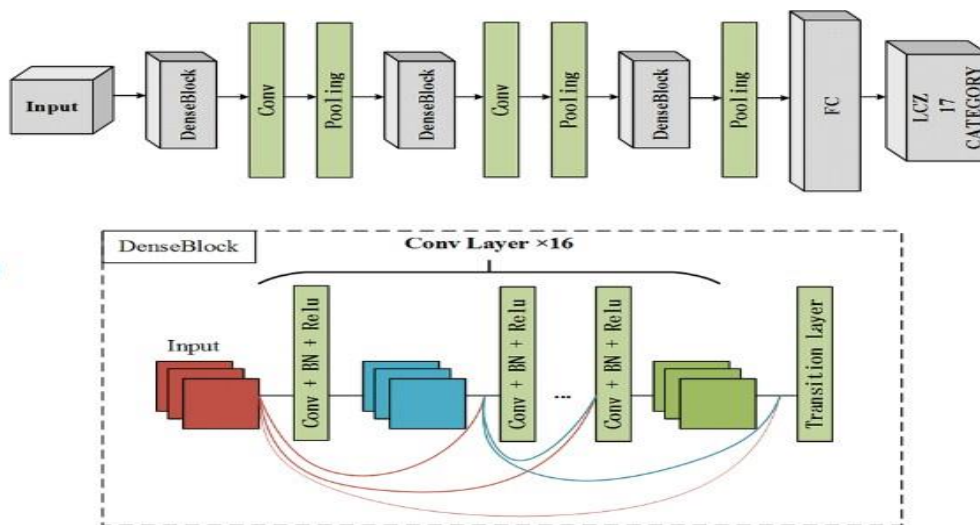 Input
DenseBlock
Conv
Pooling
DenseBlock
Conv
Pooling
DenseBlock
Pooling
FC
LCZ
17
CATEGORY
DenseBlock
Conv Layer ×16
Input
Conv + BN + Relu
Conv + BN + Relu
...
Conv + BN + Relu
Transition Layer